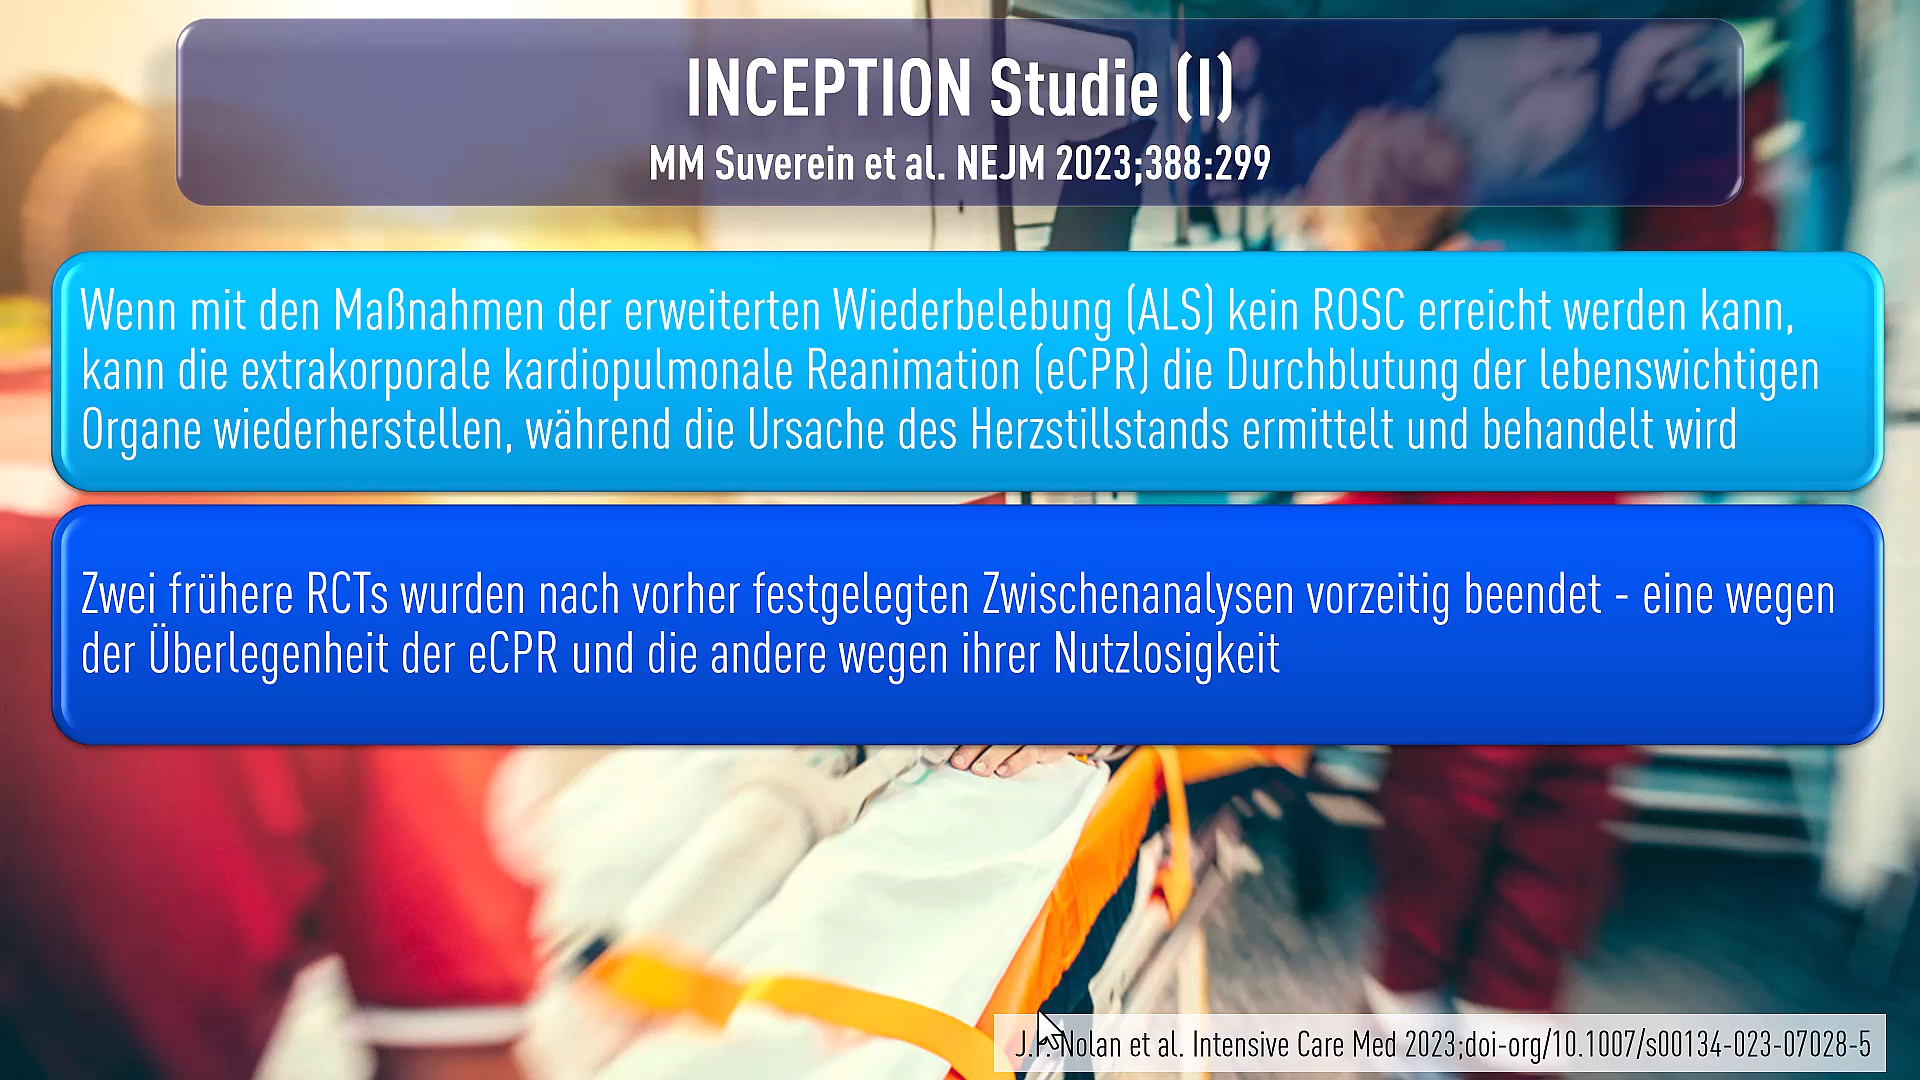 INCEPTION Studie (I)
MM Suverein et al. NEJM 2023;388:299
Wenn mit den Maßnahmen der erweiterten Wiederbelebung (ALS) kein ROSC erreicht werden kann,
kann die extrakorporale kardiopulmonale Reanimation (eCPR) die Durchblutung der lebenswichtigen
Organe wiederherstellen, während die Ursache des Herzstillstands ermittelt und behandelt wird
Zwei frühere RCTs wurden nach vorher festgelegten Zwischenanalysen vorzeitig beendet - eine wegen
der Überlegenheit der eCPR und die andere wegen ihrer Nutzlosigkeit
J.P. Nolan et al. Intensive Care Med 2023;doi-org/10.1007/s00134-023-07028-5